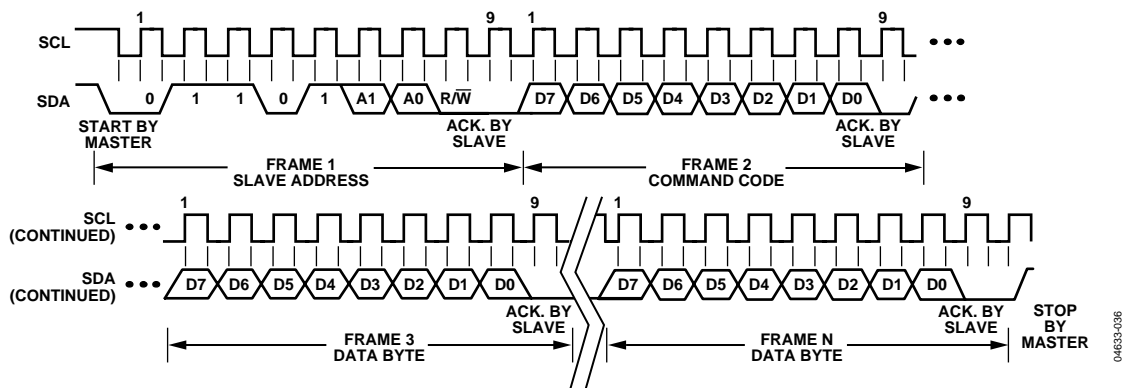 1 9 1 9
SCL
SDA 0 1 1 0 1 A1 A0 R/W̅ D7 D6 D5 D4 D3 D2 D1 D0
START BY
MASTER
ACK. BY
SLAVE
ACK. BY
SLAVE
FRAME 1
SLAVE ADDRESS
FRAME 2
COMMAND CODE
1 9 1 9
SCL
(CONTINUED)
SDA
(CONTINUED)
D7 D6 D5 D4 D3 D2 D1 D0 D7 D6 D5 D4 D3 D2 D1 D0
ACK. BY
SLAVE
ACK. BY
SLAVE
STOP
BY
MASTER
FRAME 3
DATA BYTE
FRAME N
DATA BYTE
04633-036